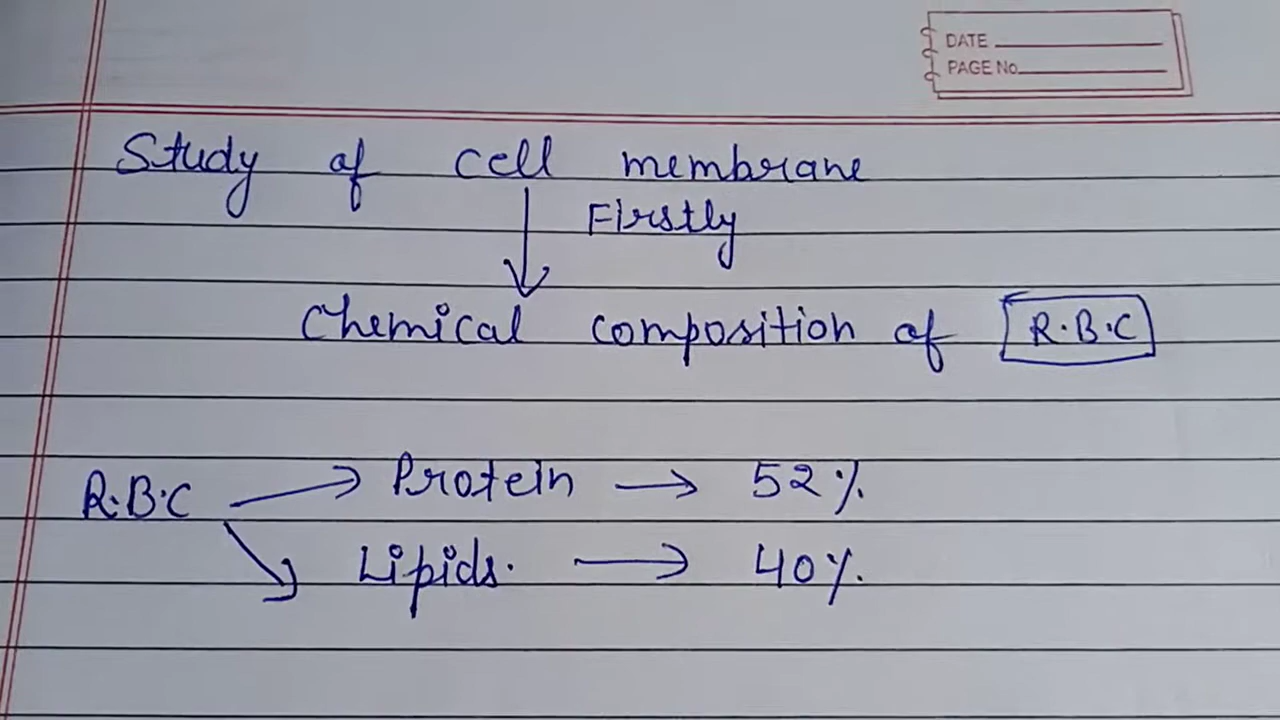 DATE
PAGE No.
Study of cell membrane
Firstly
Chemical composition of R.B.C
R.B.C → Protein → 52%.
Lipids. → 40%.